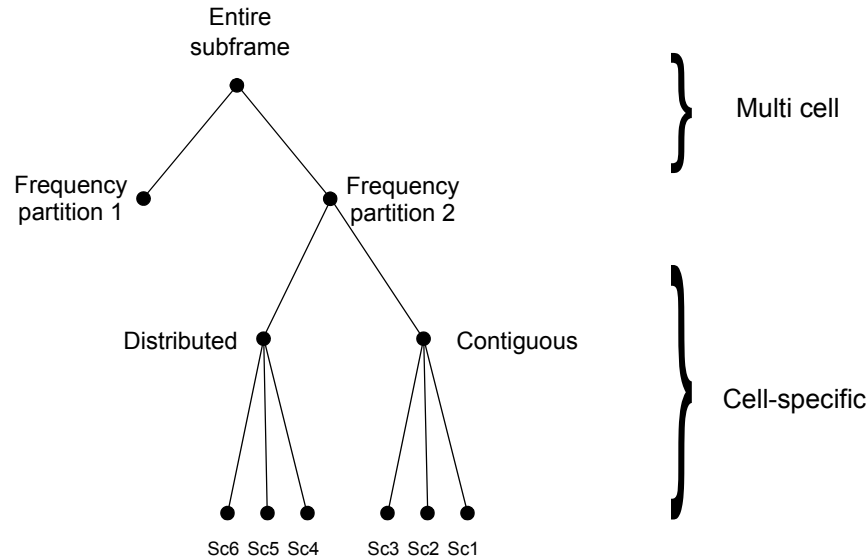 Entire
subframe
Multi cell
Frequency
partition 1
Frequency
partition 2
Distributed
Contiguous
Cell-specific
Sc6 Sc5 Sc4 Sc3 Sc2 Sc1